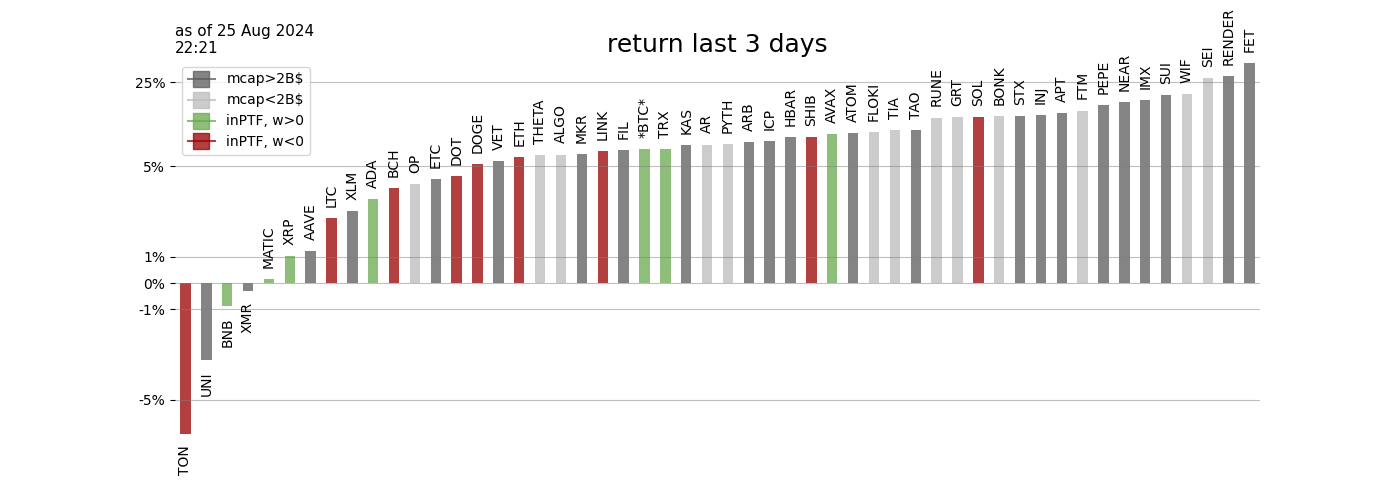 as of 25 Aug 2024
22:21
return last 3 days
mcap>2B$
mcap<2B$
inPTF, w>0
inPTF, w<0
25%
5%
1%
0%
-1%
-5%
TON
UNI
BNB
XMR
MATIC
XRP
AAVE
LTC
XLM
ADA
BCH
OP
ETC
DOT
DOGE
VET
ETH
THETA
ALGO
MKR
LINK
FIL
*BTC*
TRX
KAS
AR
PYTH
ARB
ICP
HBAR
SHIB
AVAX
ATOM
FLOKI
TIA
TAO
RUNE
GRT
SOL
BONK
STX
INJ
APT
FTM
PEPE
NEAR
IMX
SUI
WIF
SEI
RENDER
FET